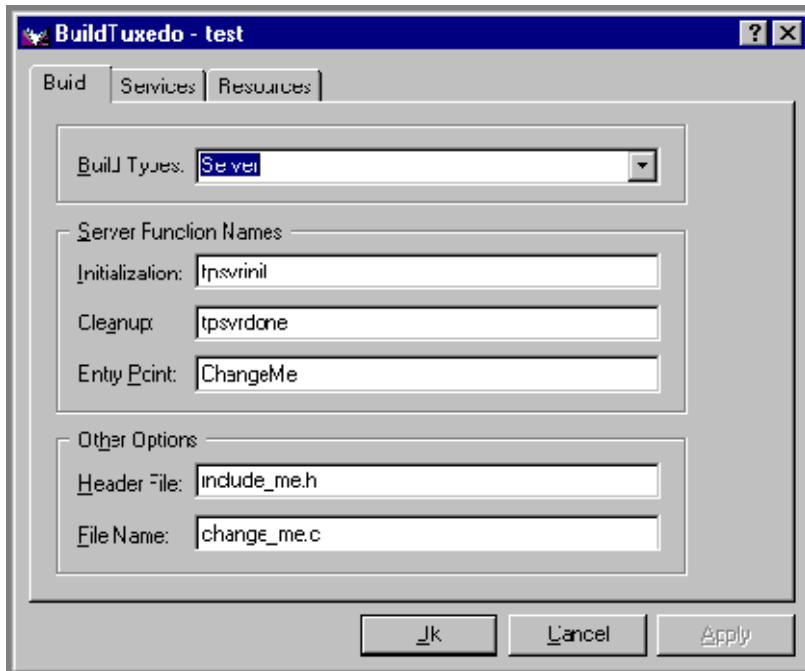 BuildTuxedo - test
Build Services Resources
Build Types: Server
Server Function Names
Initialization: tpsvrinit
Cleanup: tpsvrdone
Entry Point: ChangeMe
Other Options
Header File: include_me.h
File Name: change_me.c
Ok Cancel Apply